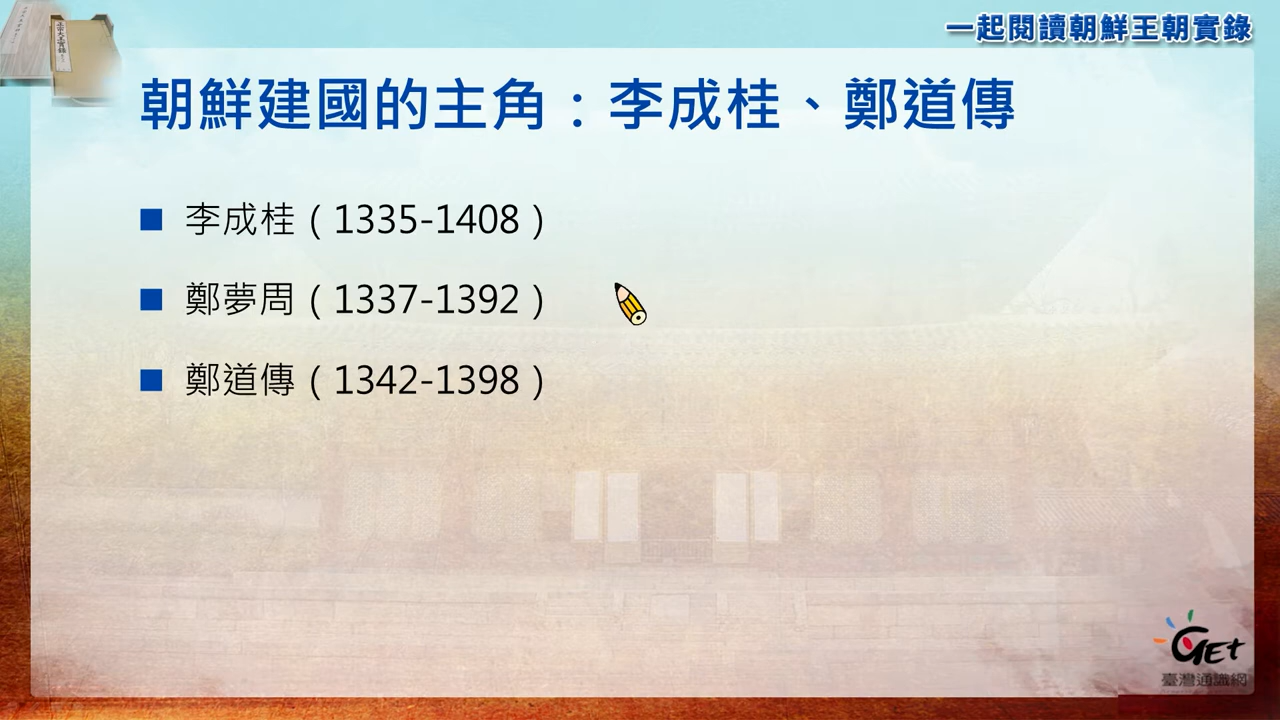 一起閱讀朝鮮王朝實錄
朝鮮建國的主角：李成桂、鄭道傳
李成桂（1335-1408）
鄭夢周（1337-1392）
鄭道傳（1342-1398）
GET
臺灣通識網